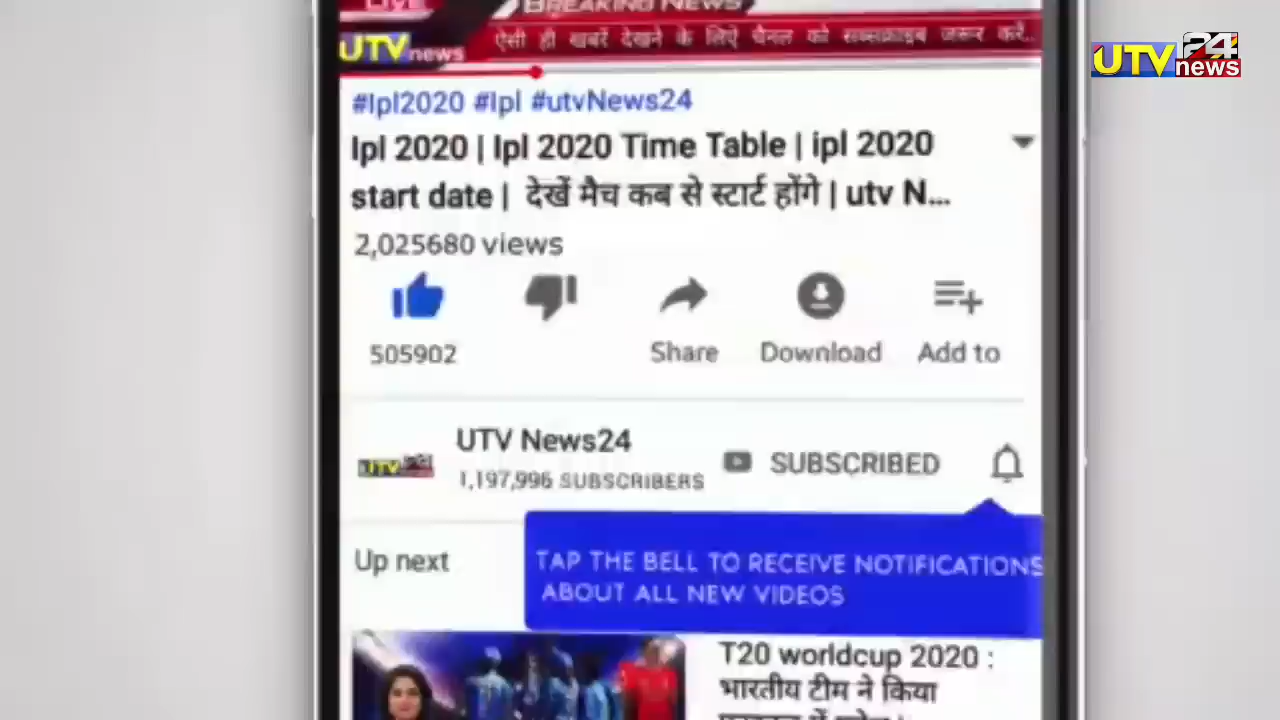 LIVE
BREAKING NEWS
UTVnews
ऐसी ही खबरें देखने के लिऐं चैनल को सब्सक्राइब जरूर करें..
UTV 24 news
#Ipl2020 #Ipl #utvNews24
Ipl 2020 | Ipl 2020 Time Table | ipl 2020
start date | देखें मैच कब से स्टार्ट होंगे | utv N...
2,025680 views
505902
Share
Download
Add to
UTV News24
1,197,996 SUBSCRIBERS
SUBSCRIBED
UTV 24
Up next
TAP THE BELL TO RECEIVE NOTIFICATIONS
ABOUT ALL NEW VIDEOS
T20 worldcup 2020 :
भारतीय टीम ने किया